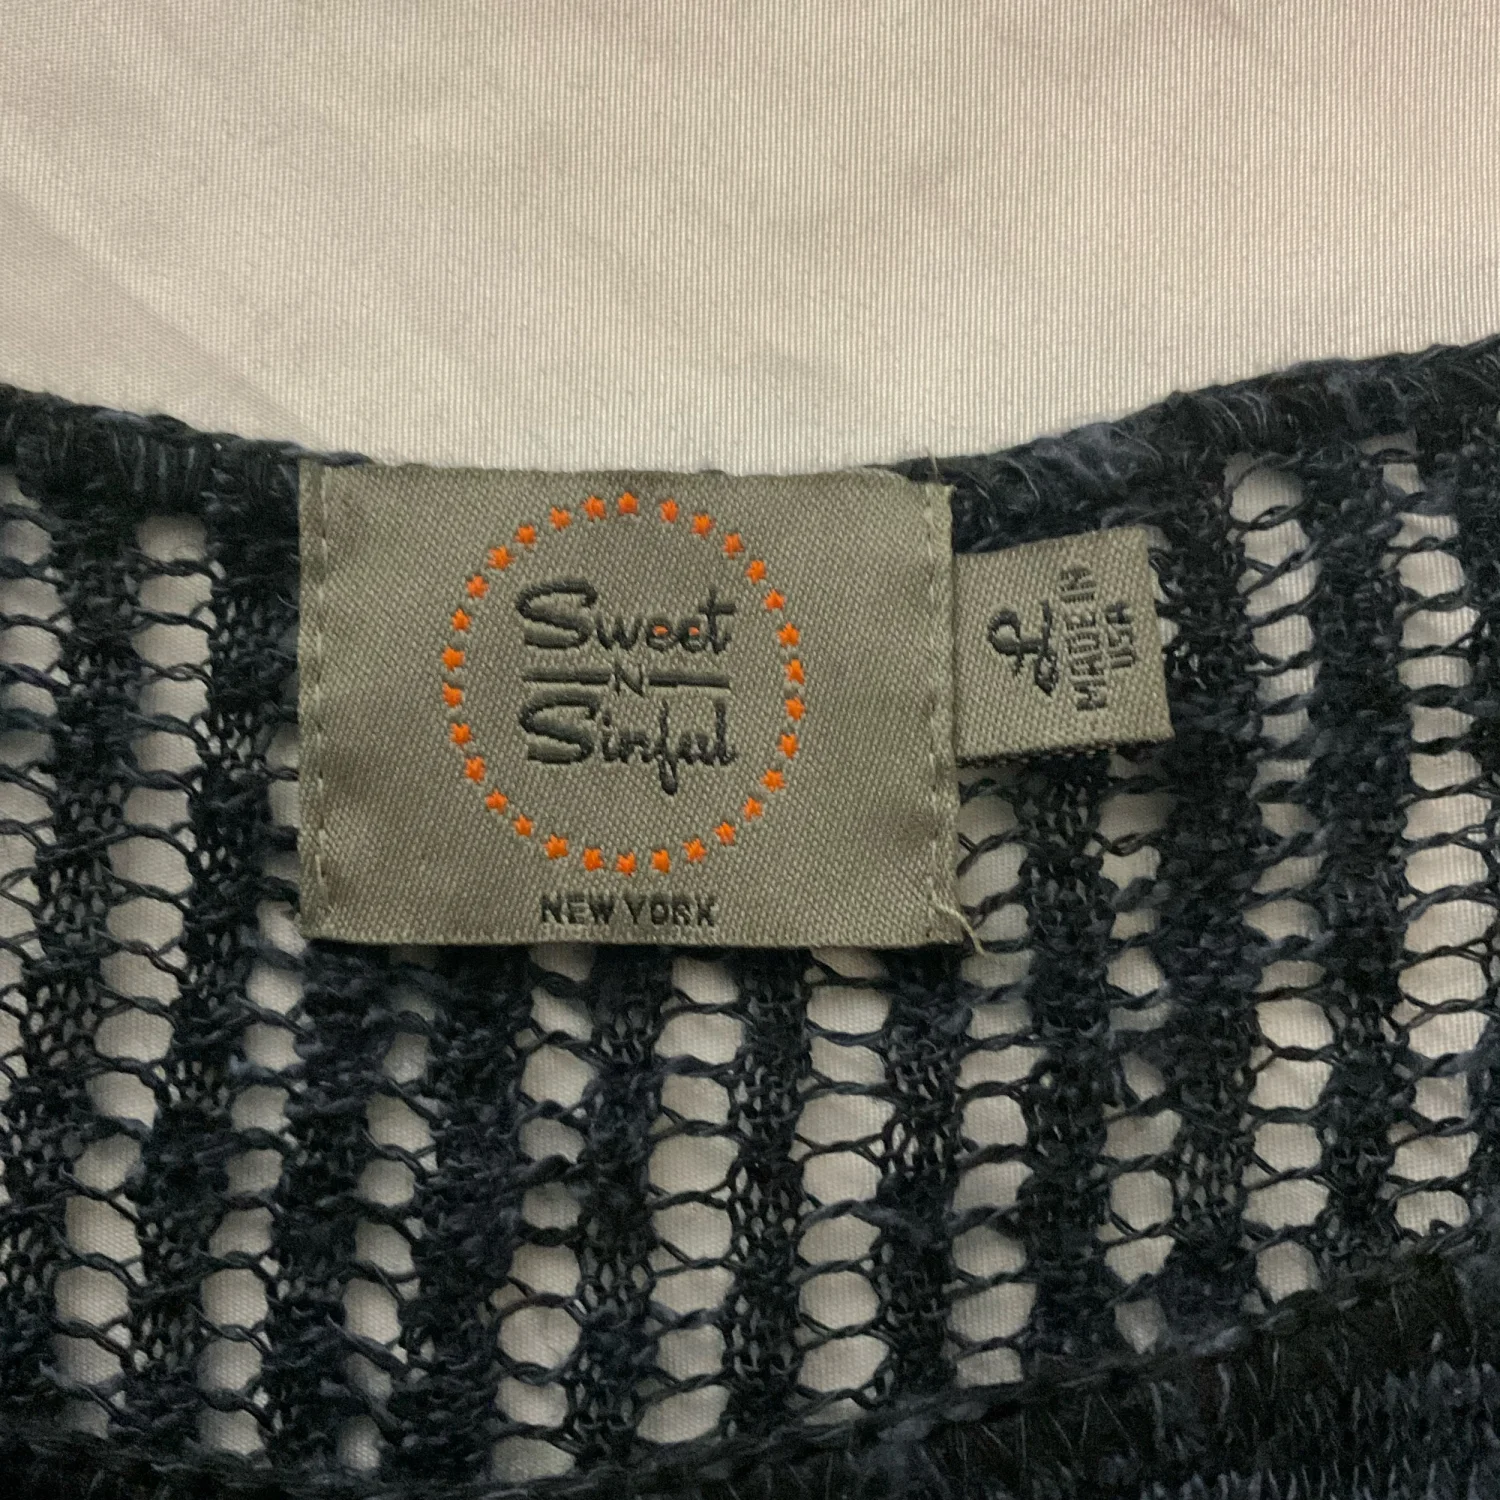 Sweet
N
Sinful
NEW YORK
L
MADE IN
USA